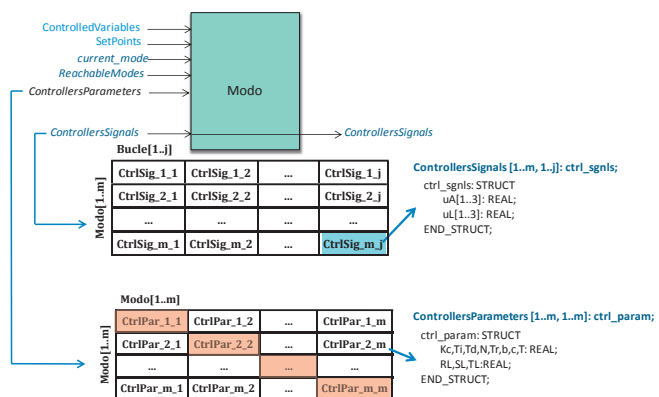 ControlledVariables
SetPoints
current_mode
ReachableModes
ControllersParameters
Modo
ControllersSignals
ControllersSignals
Bucle[1..j]
Modo[1..m]
CtrlSig_1_1 CtrlSig_1_2 ... CtrlSig_1_j
CtrlSig_2_1 CtrlSig_2_2 ... CtrlSig_2_j
... ... ... ...
CtrlSig_m_1 CtrlSig_m_2 ... CtrlSig_m_j
ControllersSignals [1..m, 1..j]: ctrl_sgnls;
ctrl_sgnls: STRUCT
uA[1..3]: REAL;
uL[1..3]: REAL;
END_STRUCT;
Modo[1..m]
Modo[1..m]
CtrlPar_1_1 CtrlPar_1_2 ... CtrlPar_1_m
CtrlPar_2_1 CtrlPar_2_2 ... CtrlPar_2_m
... ... ... ...
CtrlPar_m_1 CtrlPar_m_2 ... CtrlPar_m_m
ControllersParameters [1..m, 1..m]: ctrl_param;
ctrl_param: STRUCT
Kc,Ti,Td,N,Tr,b,c,T: REAL;
RL,SL,TL:REAL;
END_STRUCT;